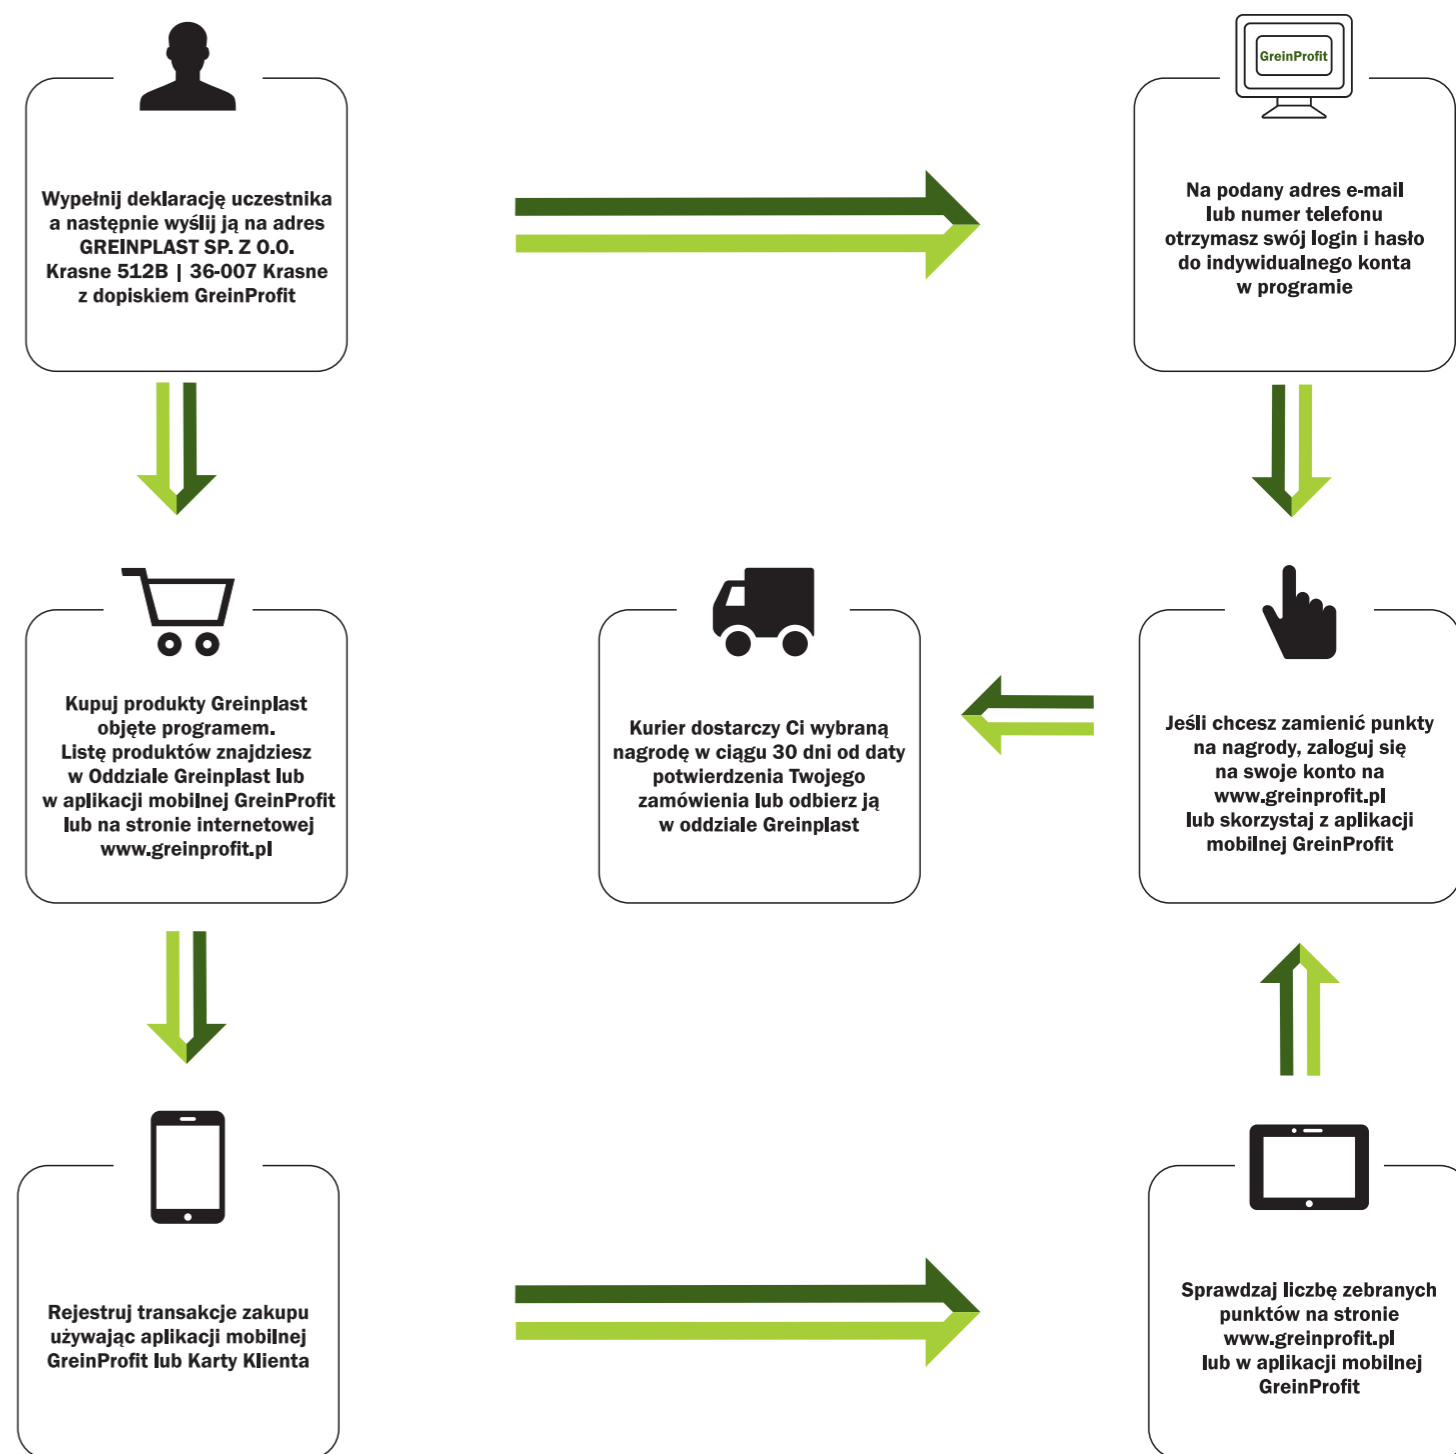 Wypełnij deklarację uczestnika
a następnie wyślij ją na adres
GREINPLAST SP. Z O.O.
Krasne 512B | 36-007 Krasne
z dopiskiem GreinProfit
GreinProfit
Na podany adres e-mail
lub numer telefonu
otrzymasz swój login i hasło
do indywidualnego konta
w programie
Kupuj produkty Greinplast
objęte programem.
Listę produktów znajdziesz
w Oddziale Greinplast lub
w aplikacji mobilnej GreinProfit
lub na stronie internetowej
www.greinprofit.pl
Kurier dostarczy Ci wybraną
nagrodę w ciągu 30 dni od daty
potwierdzenia Twojego
zamówienia lub odbierz ją
w oddziale Greinplast
Jeśli chcesz zamienić punkty
na nagrody, zaloguj się
na swoje konto na
www.greinprofit.pl
lub skorzystaj z aplikacji
mobilnej GreinProfit
Rejestruj transakcje zakupu
używając aplikacji mobilnej
GreinProfit lub Karty Klienta
Sprawdzaj liczbę zebranych
punktów na stronie
www.greinprofit.pl
lub w aplikacji mobilnej
GreinProfit